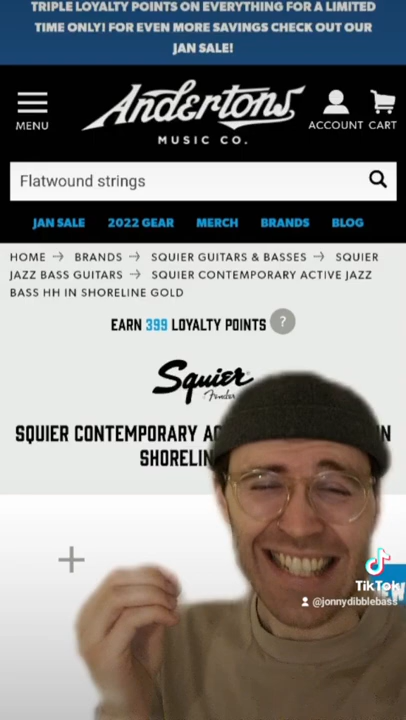 TRIPLE LOYALTY POINTS ON EVERYTHING FOR A LIMITED
TIME ONLY! FOR EVEN MORE SAVINGS CHECK OUT OUR
JAN SALE!
MENU
Andertons
MUSIC CO.
ACCOUNT CART
Flatwound strings
JAN SALE 2022 GEAR MERCH BRANDS BLOG
HOME → BRANDS → SQUIER GUITARS & BASSES → SQUIER
JAZZ BASS GUITARS → SQUIER CONTEMPORARY ACTIVE JAZZ
BASS HH IN SHORELINE GOLD
EARN 399 LOYALTY POINTS ?
Squier
Fender
SQUIER CONTEMPORARY
TikTok
@jonnydibblebass